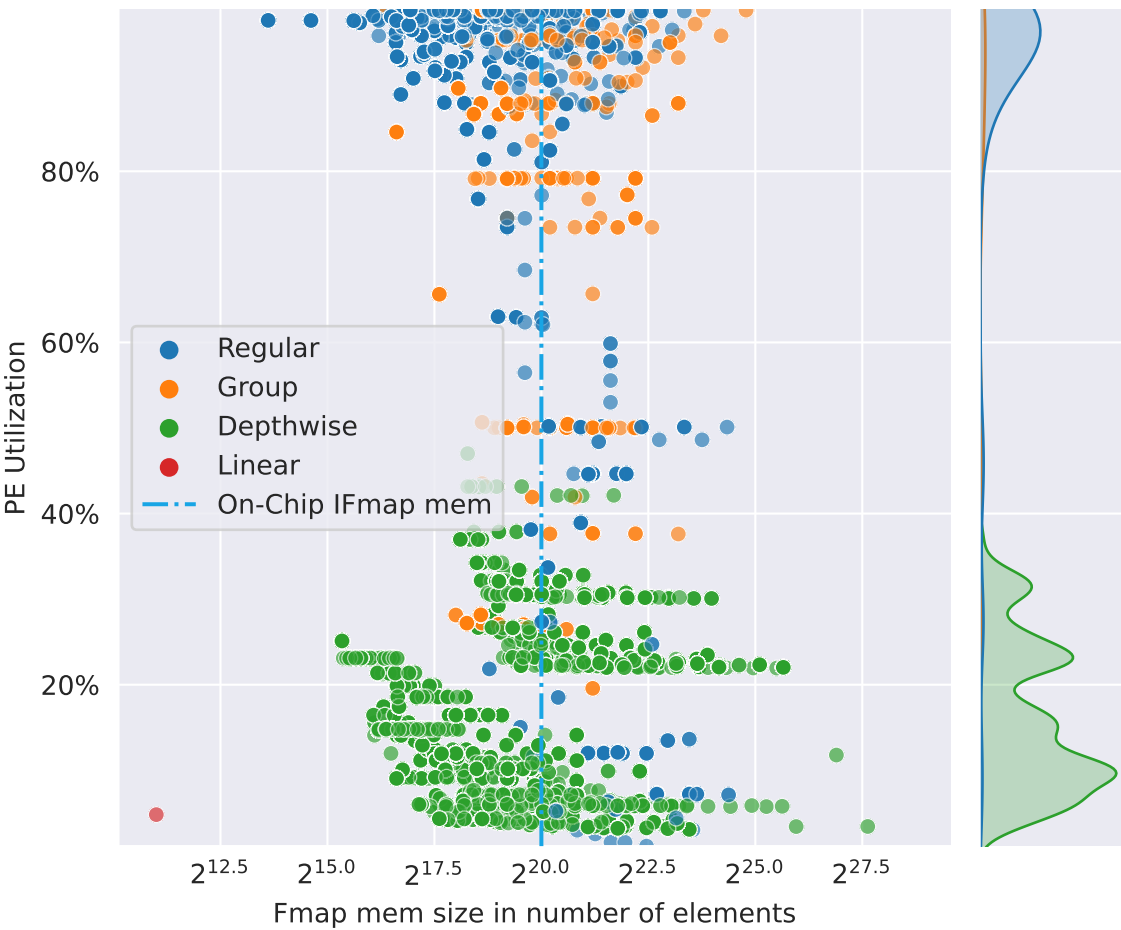 80%
60%
40%
20%
PE Utilization
Regular
Group
Depthwise
Linear
On-Chip IFmap mem
2^12.5 2^15.0 2^17.5 2^20.0 2^22.5 2^25.0 2^27.5
Fmap mem size in number of elements